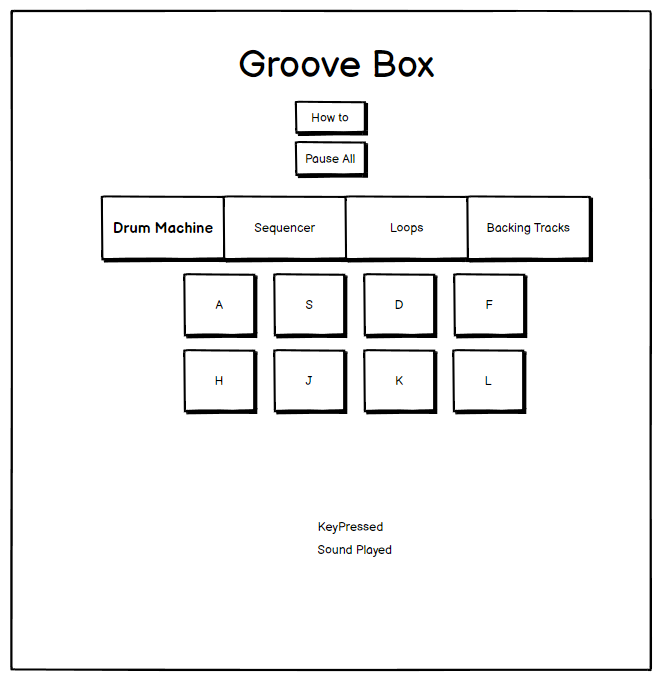 Groove Box
How to
Pause All
Drum Machine Sequencer Loops Backing Tracks
A S D F
H J K L
KeyPressed
Sound Played